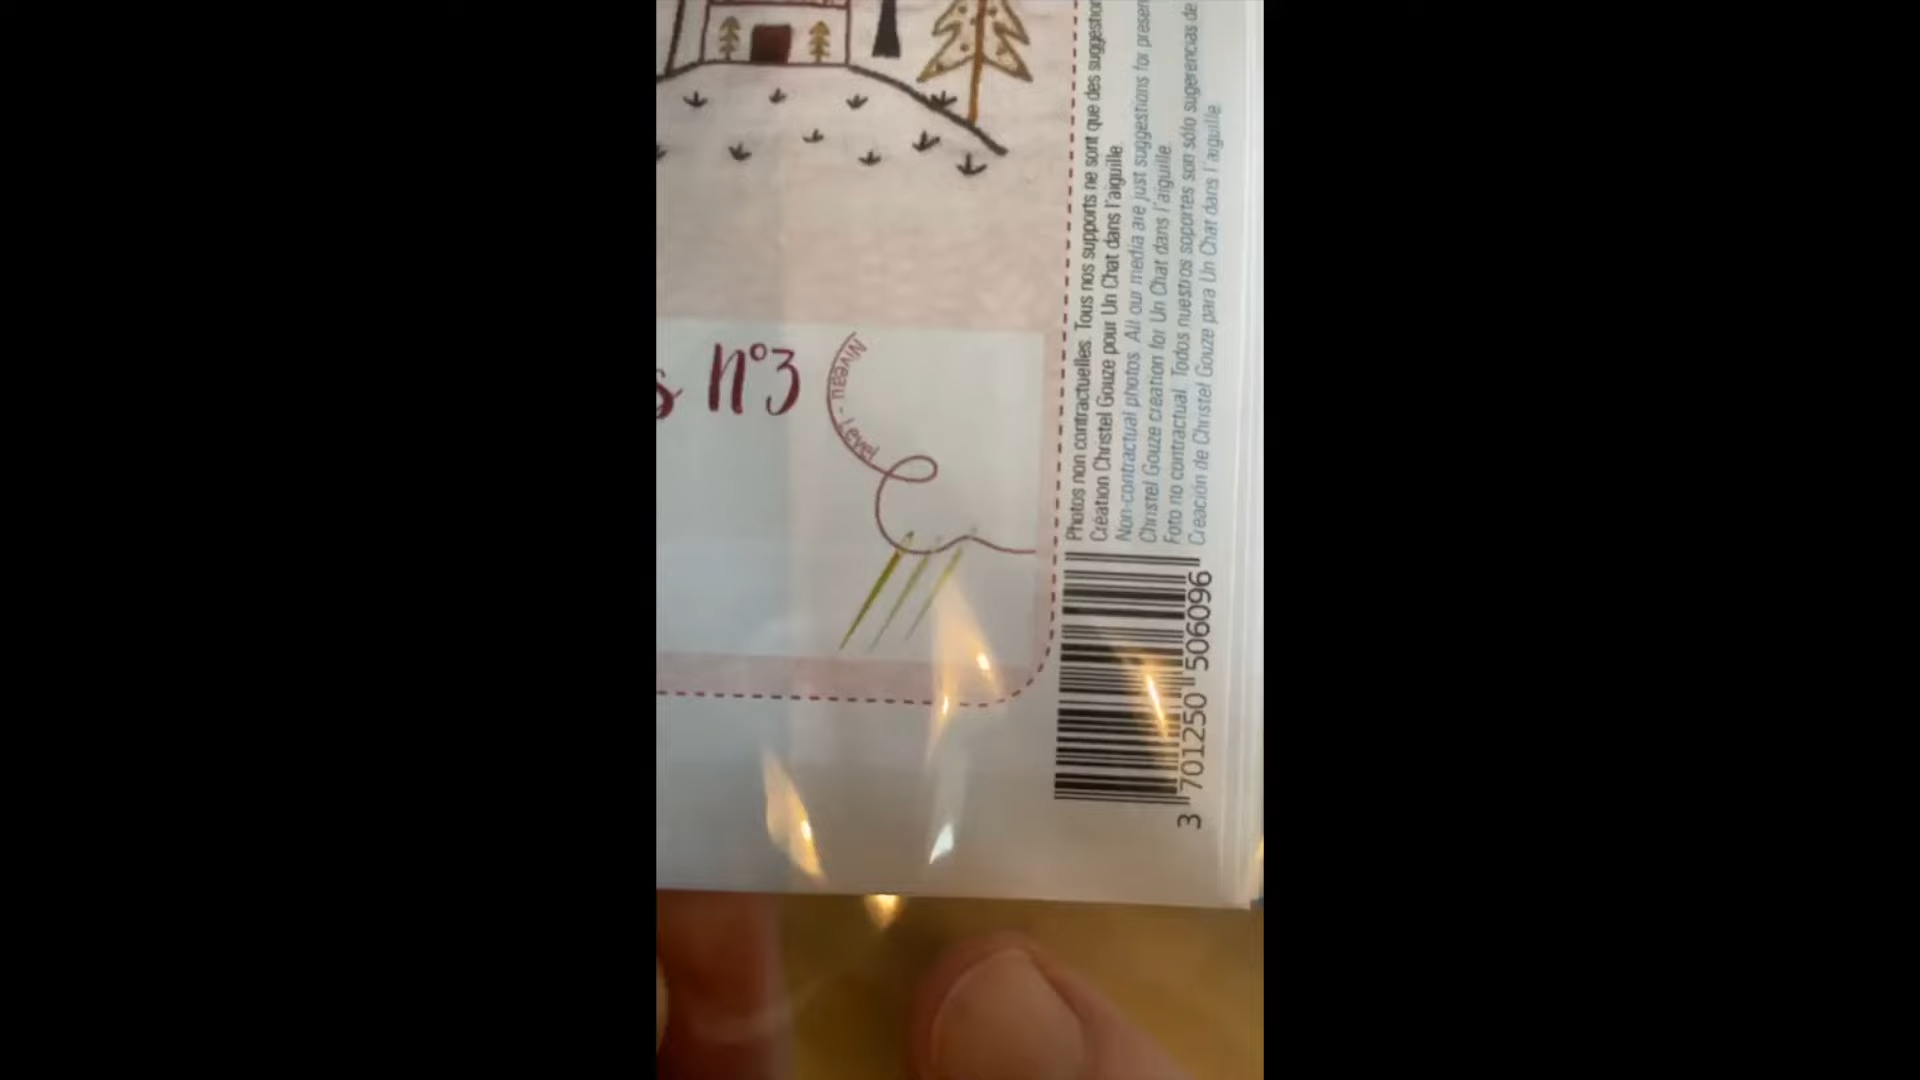 s n°3
Niveau - Level
Photos non contractuelles. Tous nos supports ne sont que des suggestion
Création Christel Gouze pour Un Chat dans l'aiguille.
Non-contractual photos. All our media are just suggestions for presen
Christel Gouze creation for Un Chat dans l'aiguille.
Foto no contractual. Todos nuestros soportes son sólo sugerencias de
Creación de Christel Gouze para Un Chat dans l'aiguille.
3 701250 506096